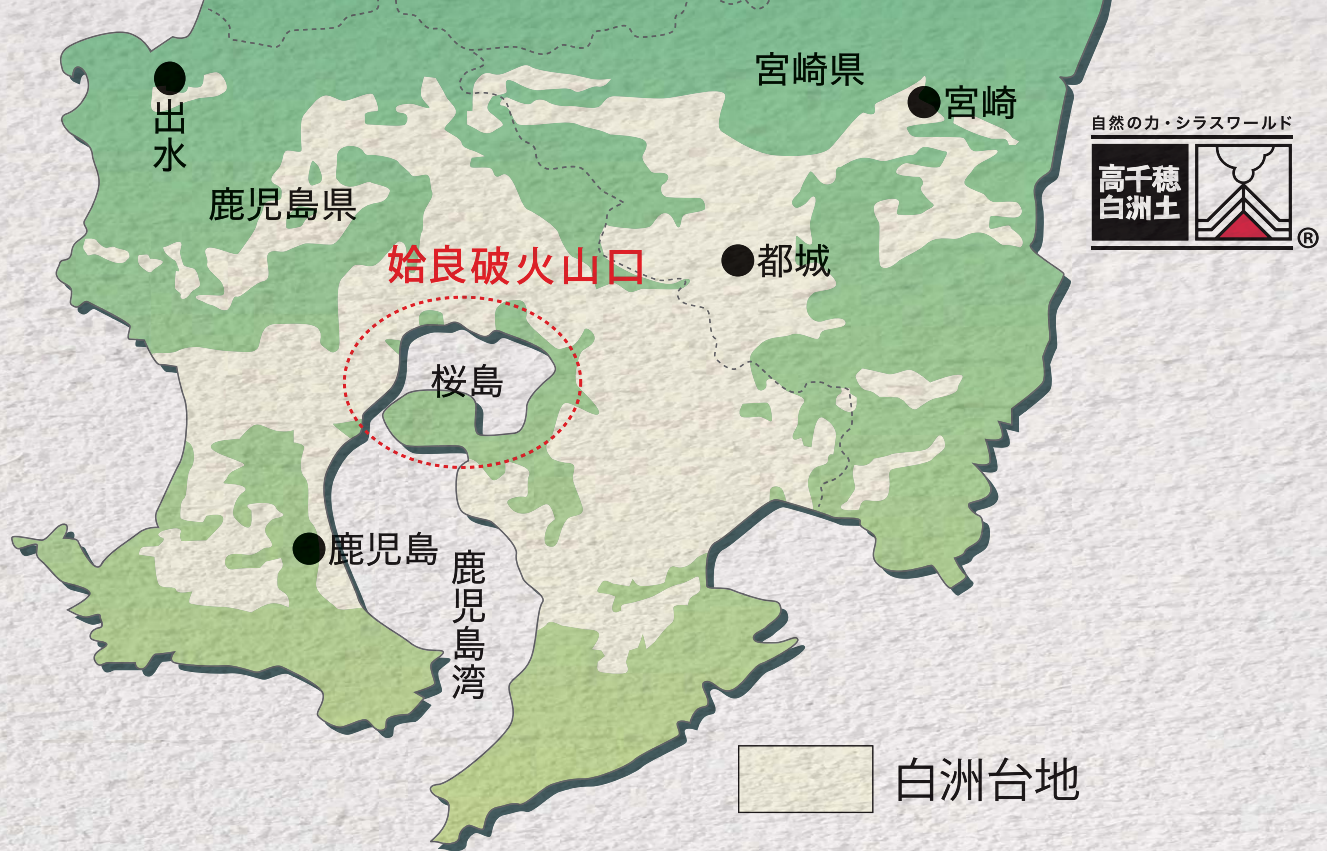 宮崎県
宮崎
出水
鹿児島県
自然の力・シラスワールド
高千穂
白洲土
®
姶良破火山口
都城
桜島
鹿児島
鹿児島湾
白洲台地